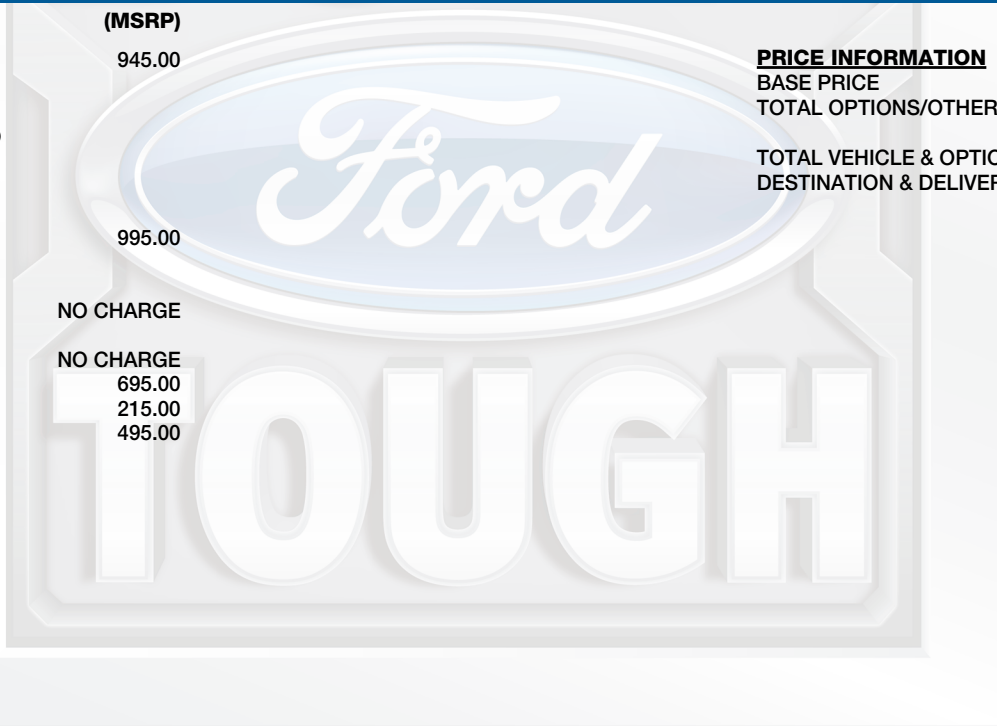 (MSRP)
945.00
995.00
NO CHARGE
NO CHARGE
695.00
215.00
495.00
PRICE INFORMATION
BASE PRICE
TOTAL OPTIONS/OTHER
TOTAL VEHICLE & OPTIO
DESTINATION & DELIVER
Ford
TOUGH